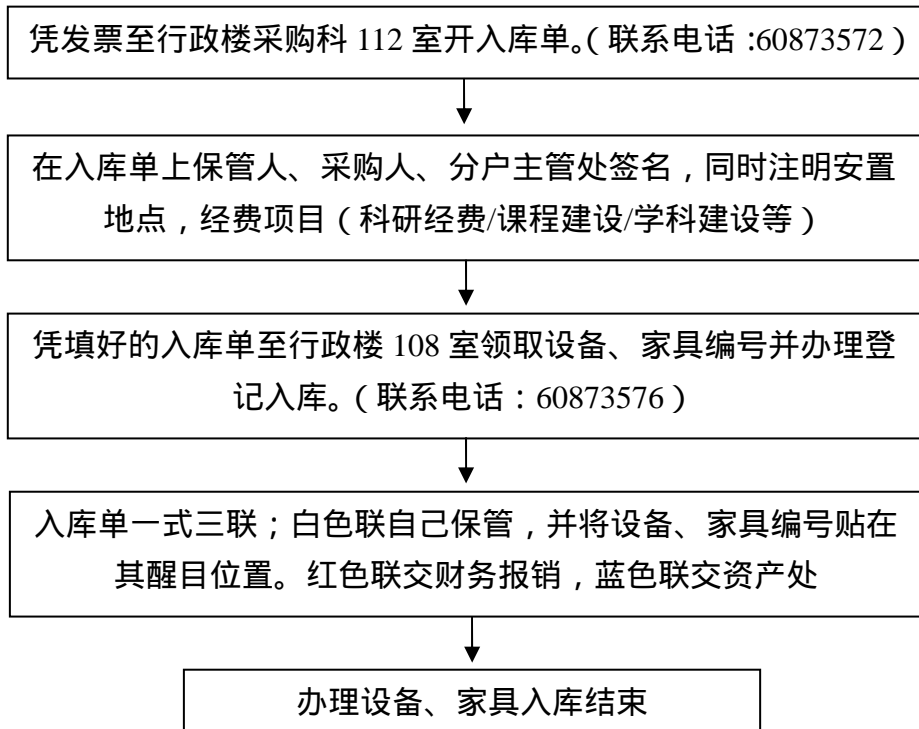 凭发票至行政楼采购科 112 室开入库单。（联系电话：60873572）
在入库单上保管人、采购人、分户主管处签名，同时注明安置
地点，经费项目（科研经费/课程建设/学科建设等）
凭填好的入库单至行政楼 108 室领取设备、家具编号并办理登
记入库。（联系电话：60873576）
入库单一式三联；白色联自己保管，并将设备、家具编号贴在
其醒目位置。红色联交财务报销，蓝色联交资产处
办理设备、家具入库结束